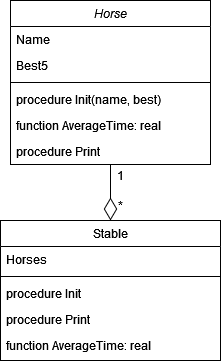 Horse
Name
Best5
procedure Init(name, best)
function AverageTime: real
procedure Print
1
*
Stable
Horses
procedure Init
procedure Print
function AverageTime: real